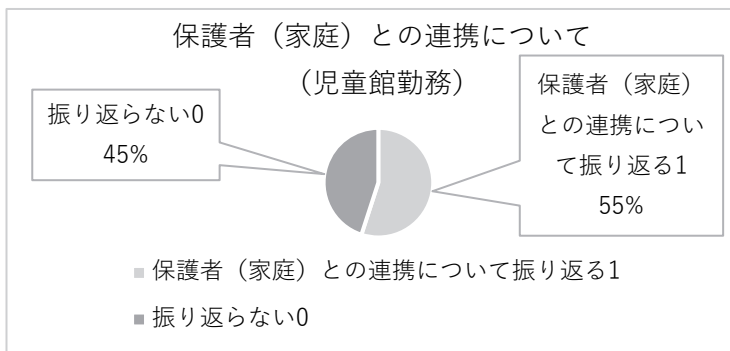 保護者（家庭）との連携について
（児童館勤務）
振り返らない0
45%
保護者（家庭）
との連携につい
て振り返る1
55%
保護者（家庭）との連携について振り返る1
振り返らない0